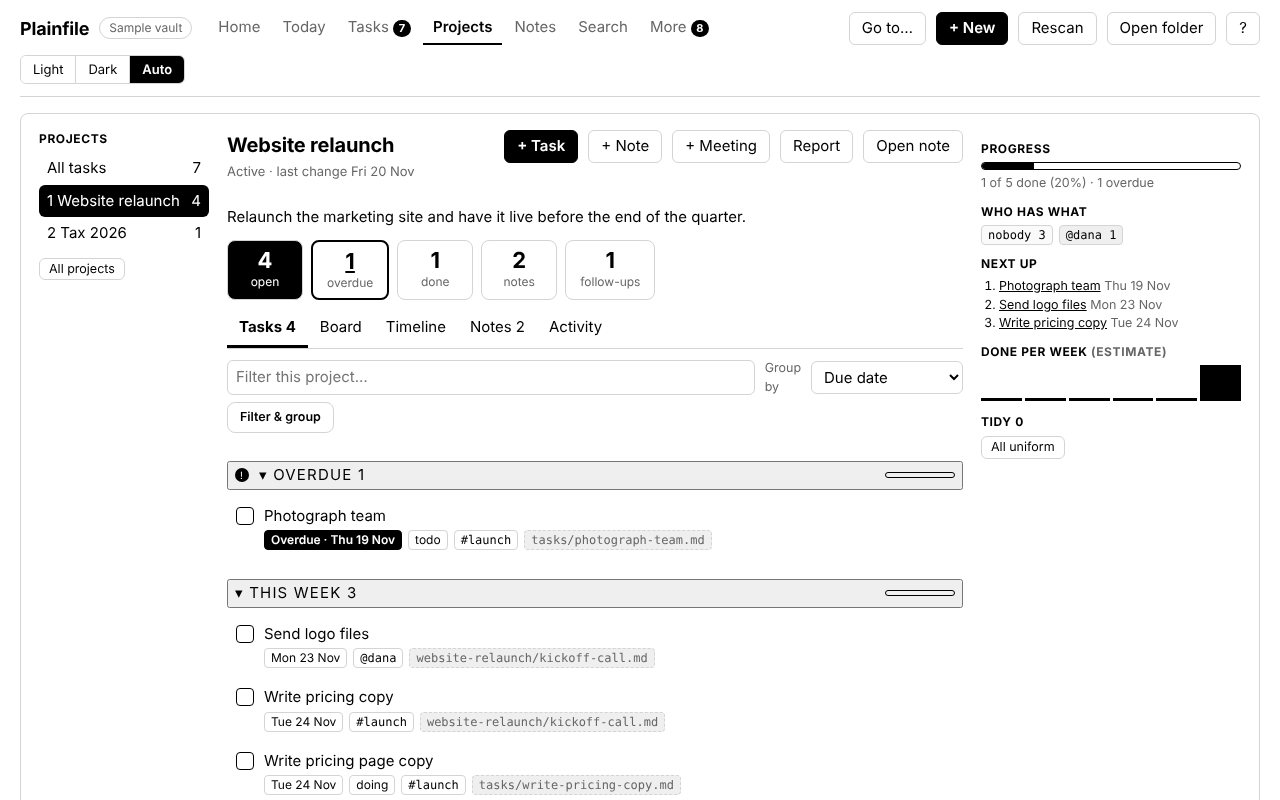 Plainfile Sample vault Home Today Tasks 7 Projects Notes Search More 8 Go to... + New Rescan Open folder ?
Light Dark Auto
PROJECTS
All tasks 7
1 Website relaunch 4
2 Tax 2026 1
All projects
Website relaunch
+ Task + Note + Meeting Report Open note
Active · last change Fri 20 Nov
Relaunch the marketing site and have it live before the end of the quarter.
4 open
1 overdue
1 done
2 notes
1 follow-ups
Tasks 4 Board Timeline Notes 2 Activity
Filter this project...
Group by
Due date
Filter & group
! ▾ OVERDUE 1
Photograph team
Overdue · Thu 19 Nov todo #launch tasks/photograph-team.md
▾ THIS WEEK 3
Send logo files
Mon 23 Nov @dana website-relaunch/kickoff-call.md
Write pricing copy
Tue 24 Nov #launch website-relaunch/kickoff-call.md
Write pricing page copy
Tue 24 Nov doing #launch tasks/write-pricing-copy.md
PROGRESS
1 of 5 done (20%) · 1 overdue
WHO HAS WHAT
nobody 3 @dana 1
NEXT UP
1. Photograph team Thu 19 Nov
2. Send logo files Mon 23 Nov
3. Write pricing copy Tue 24 Nov
DONE PER WEEK (ESTIMATE)
TIDY 0
All uniform